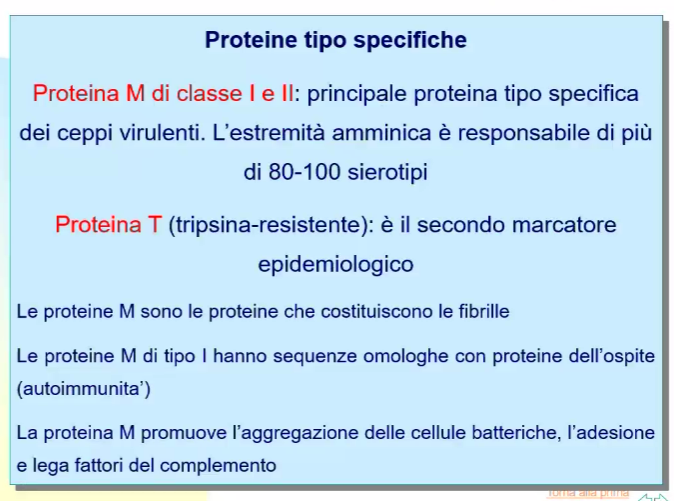 Proteine tipo specifiche
Proteina M di classe I e II: principale proteina tipo specifica
dei ceppi virulenti. L'estremità amminica è responsabile di più
di 80-100 sierotipi
Proteina T (tripsina-resistente): è il secondo marcatore
epidemiologico
Le proteine M sono le proteine che costituiscono le fibrille
Le proteine M di tipo I hanno sequenze omologhe con proteine dell'ospite
(autoimmunita')
La proteina M promuove l'aggregazione delle cellule batteriche, l'adesione
e lega fattori del complemento
Torna alla prima